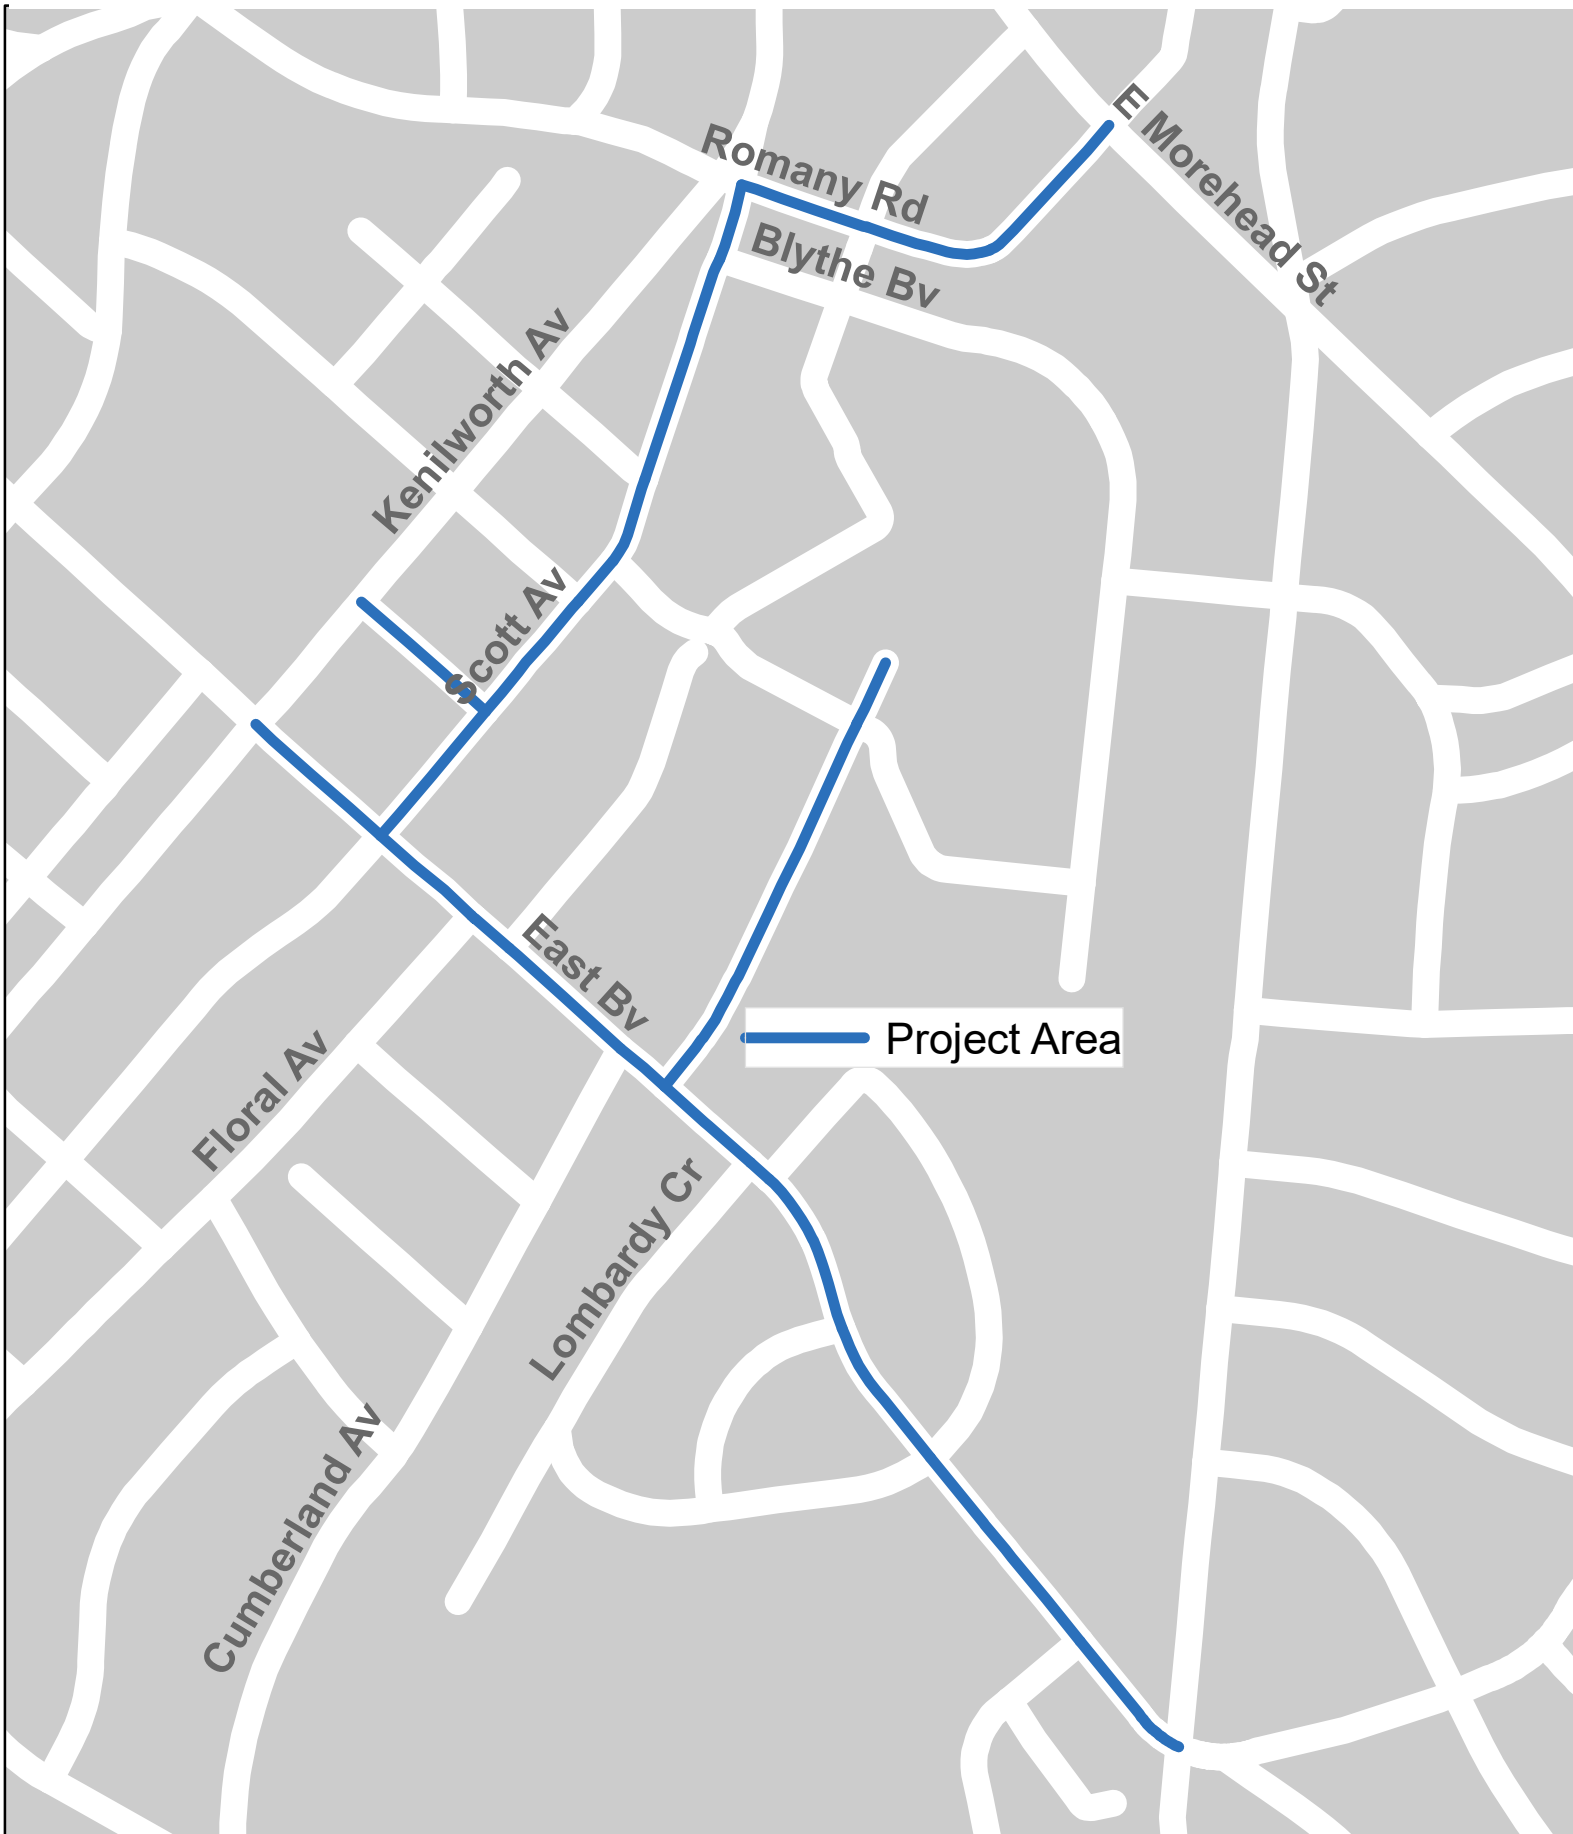 E Morehead St
Romany Rd
Blythe Bv
Kenilworth Av
Scott Av
East Bv
Project Area
Floral Av
Lombardy Cr
Cumberland Av